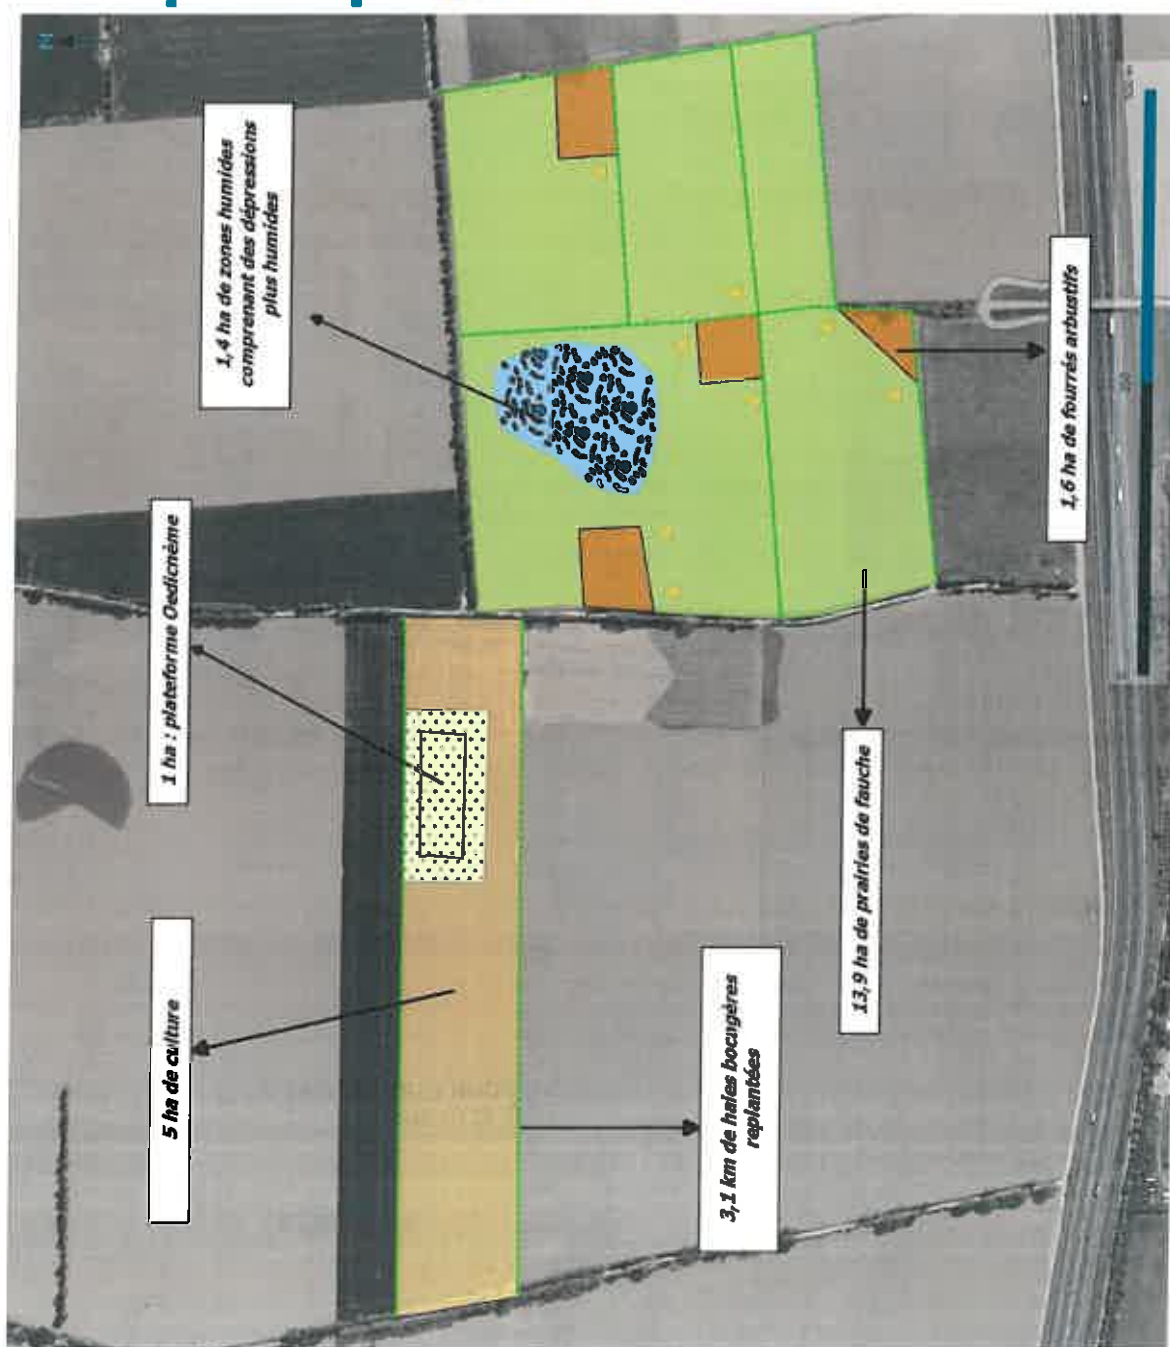 N
1,4 ha de zones humides
comprenant des dépressions
plus humides
1 ha : plateforme Oedicnème
5 ha de culture
1,6 ha de fourrés arbustifs
13,9 ha de prairies de fauche
3,1 km de haies bocagères
replantées